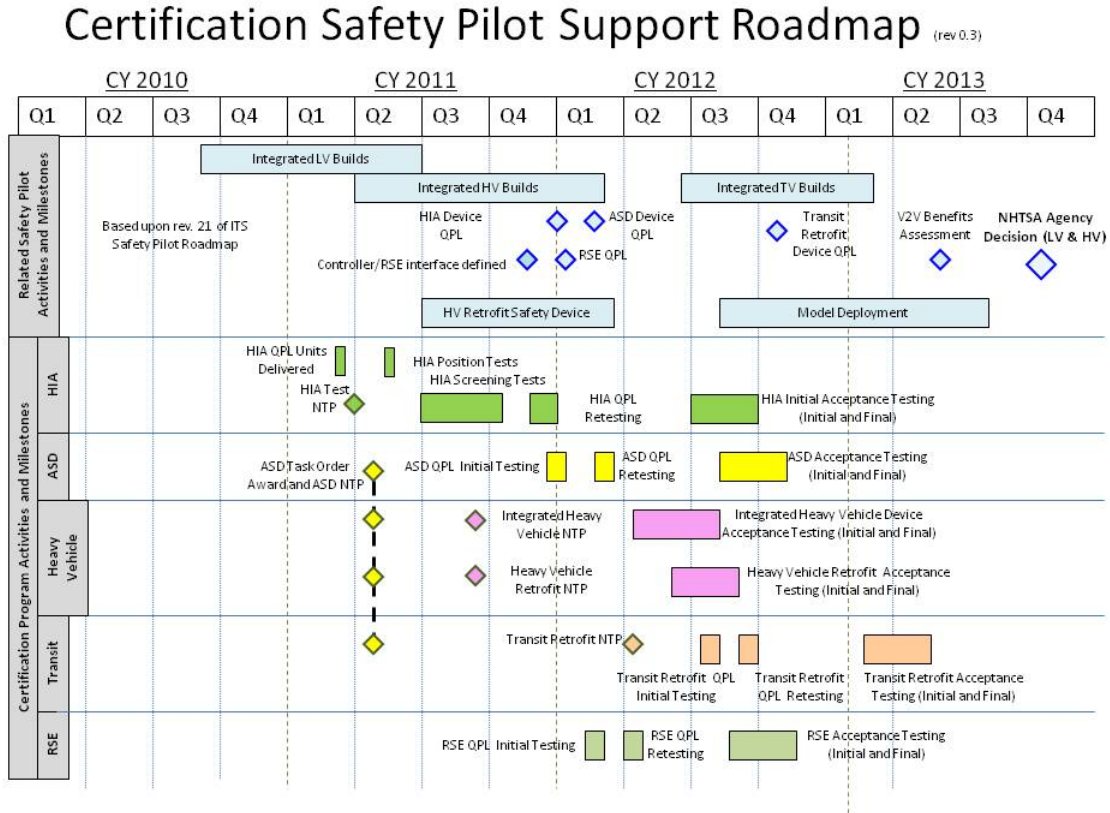 Certification Safety Pilot Support Roadmap (rev 0.3)
CY 2010 CY 2011 CY 2012 CY 2013
Q1 Q2 Q3 Q4 Q1 Q2 Q3 Q4 Q1 Q2 Q3 Q4 Q1 Q2 Q3 Q4
Related Safety Pilot
Activities and Milestones
Integrated LV Builds
Integrated HV Builds
Integrated TV Builds
Based upon rev. 21 of ITS
Safety Pilot Roadmap
HIA Device
QPL
ASD Device
QPL
Controller/RSE interface defined
RSE QPL
Transit
Retrofit
Device QPL
V2V Benefits
Assessment
NHTSA Agency
Decision (LV & HV)
HV Retrofit Safety Device
Model Deployment
Certification Program Activities and Milestones
HIA
HIA QPL Units
Delivered
HIA Position Tests
HIA Screening Tests
HIA Test
NTP
HIA QPL
Retesting
HIA Initial Acceptance Testing
(Initial and Final)
ASD
ASD Task Order
Award and ASD NTP
ASD QPL Initial Testing
ASD QPL
Retesting
ASD Acceptance Testing
(Initial and Final)
Heavy
Vehicle
Integrated Heavy
Vehicle NTP
Integrated Heavy Vehicle Device
Acceptance Testing (Initial and Final)
Heavy Vehicle
Retrofit NTP
Heavy Vehicle Retrofit Acceptance
Testing (Initial and Final)
Transit
Transit Retrofit NTP
Transit Retrofit QPL
Initial Testing
Transit Retrofit
QPL Retesting
Transit Retrofit Acceptance
Testing (Initial and Final)
RSE
RSE QPL Initial Testing
RSE QPL
Retesting
RSE Acceptance Testing
(Initial and Final)